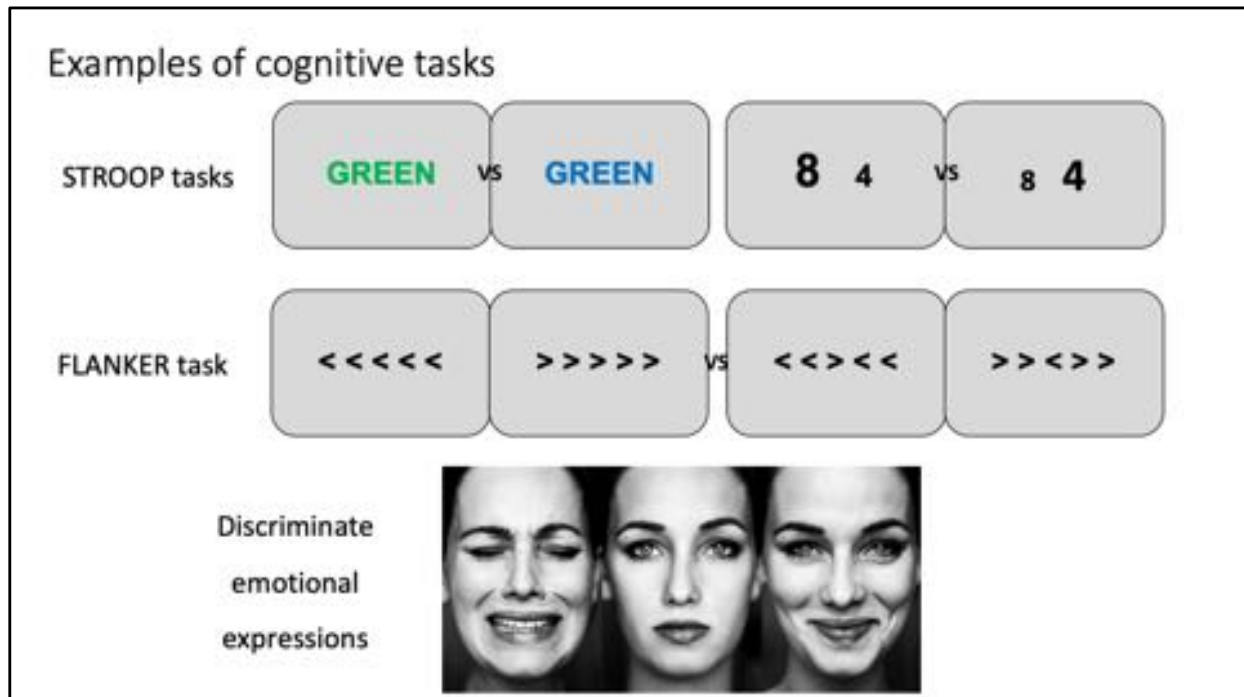 Examples of cognitive tasks
STROOP tasks
GREEN vs GREEN
8 4 vs 8 4
FLANKER task
< < < < < > > > > > vs < < > < < > > < > >
Discriminate
emotional
expressions